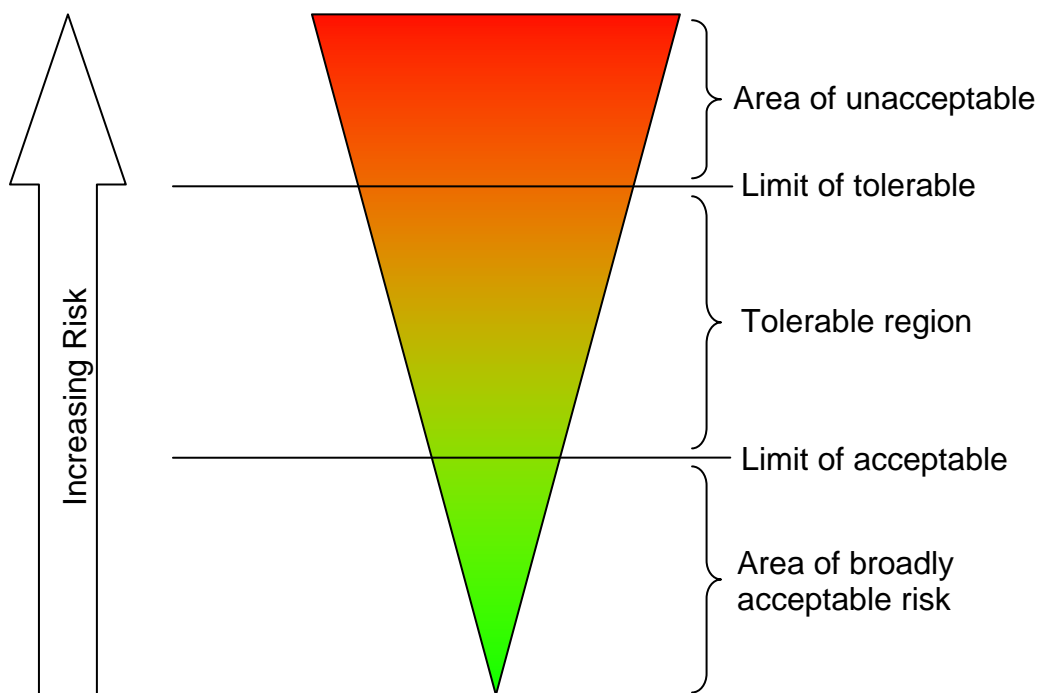 Area of unacceptable
Limit of tolerable
Increasing Risk
Tolerable region
Limit of acceptable
Area of broadly
acceptable risk